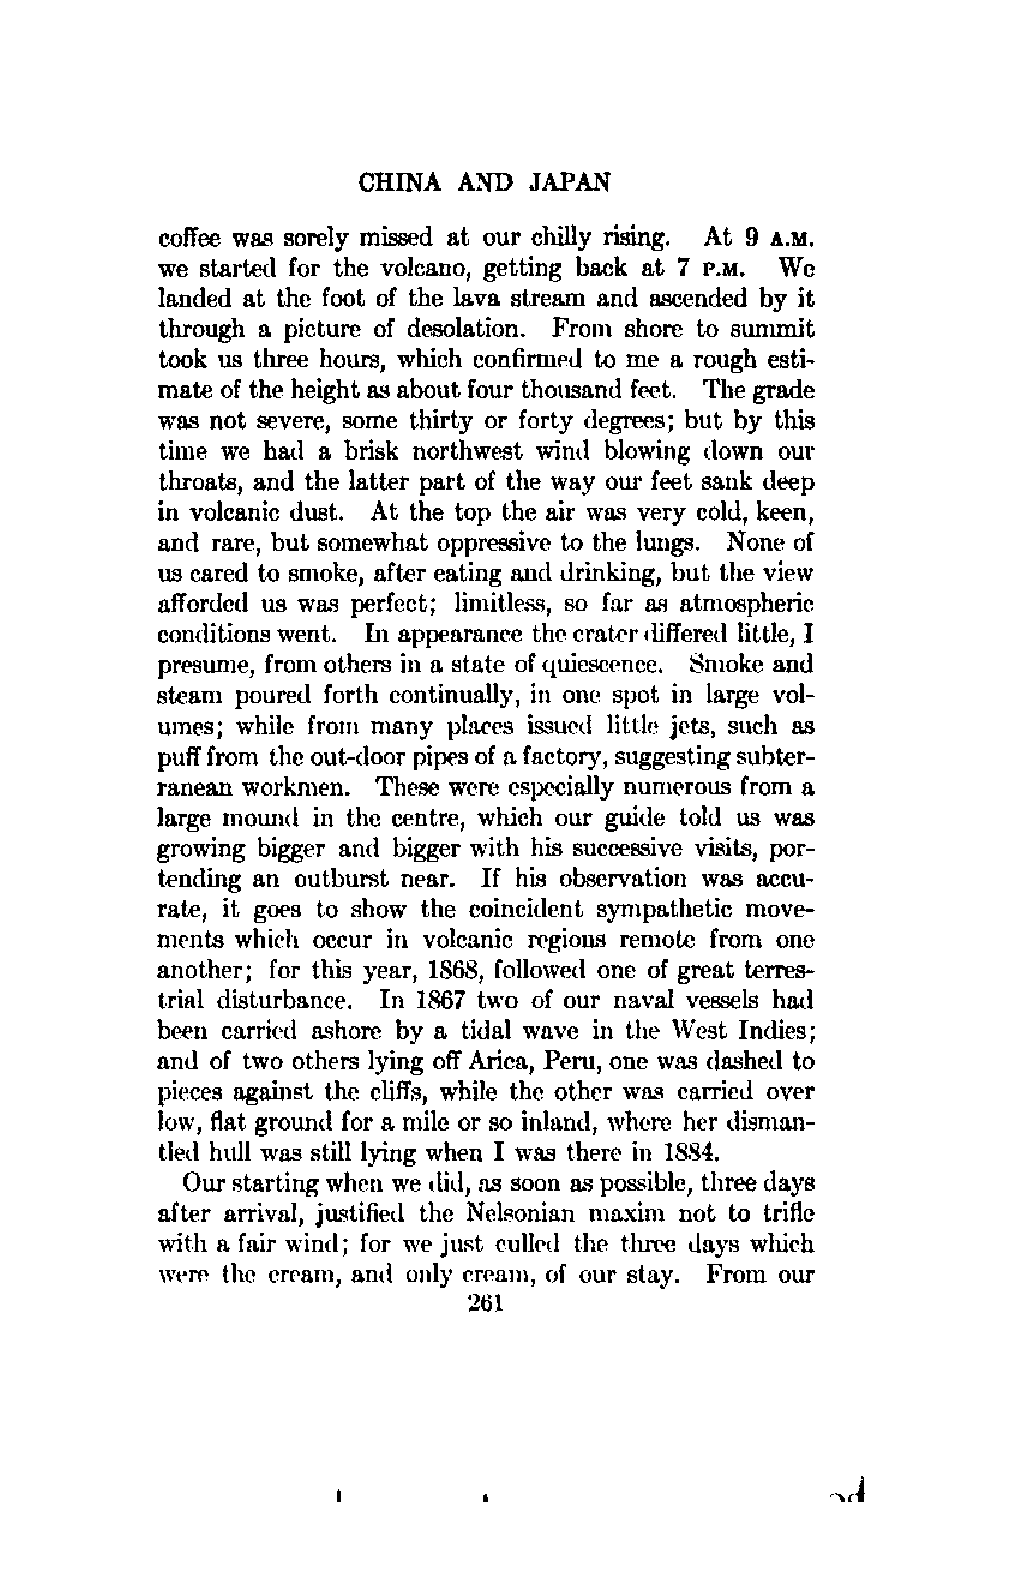 CHINA AND JAPAN
coffee was sorely missed at our chilly rising. At 9 A.M.
we started for the volcano, getting back at 7 P.M. We
landed at the foot of the lava stream and ascended by it
through a picture of desolation. From shore to summit
took us three hours, which confirmed to me a rough esti-
mate of the height as about four thousand feet. The grade
was not severe, some thirty or forty degrees; but by this
time we had a brisk northwest wind blowing down our
throats, and the latter part of the way our feet sank deep
in volcanic dust. At the top the air was very cold, keen,
and rare, but somewhat oppressive to the lungs. None of
us cared to smoke, after eating and drinking, but the view
afforded us was perfect; limitless, so far as atmospheric
conditions went. In appearance the crater differed little, I
presume, from others in a state of quiescence. Smoke and
steam poured forth continually, in one spot in large vol-
umes; while from many places issued little jets, such as
puff from the out-door pipes of a factory, suggesting subter-
ranean workmen. These were especially numerous from a
large mound in the centre, which our guide told us was
growing bigger and bigger with his successive visits, por-
tending an outburst near. If his observation was accu-
rate, it goes to show the coincident sympathetic move-
ments which occur in volcanic regions remote from one
another; for this year, 1868, followed one of great terres-
trial disturbance. In 1867 two of our naval vessels had
been carried ashore by a tidal wave in the West Indies;
and of two others lying off Arica, Peru, one was dashed to
pieces against the cliffs, while the other was carried over
low, flat ground for a mile or so inland, where her disman-
tled hull was still lying when I was there in 1884.
Our starting when we did, as soon as possible, three days
after arrival, justified the Nelsonian maxim not to trifle
with a fair wind; for we just culled the three days which
were the cream, and only cream, of our stay. From our
261